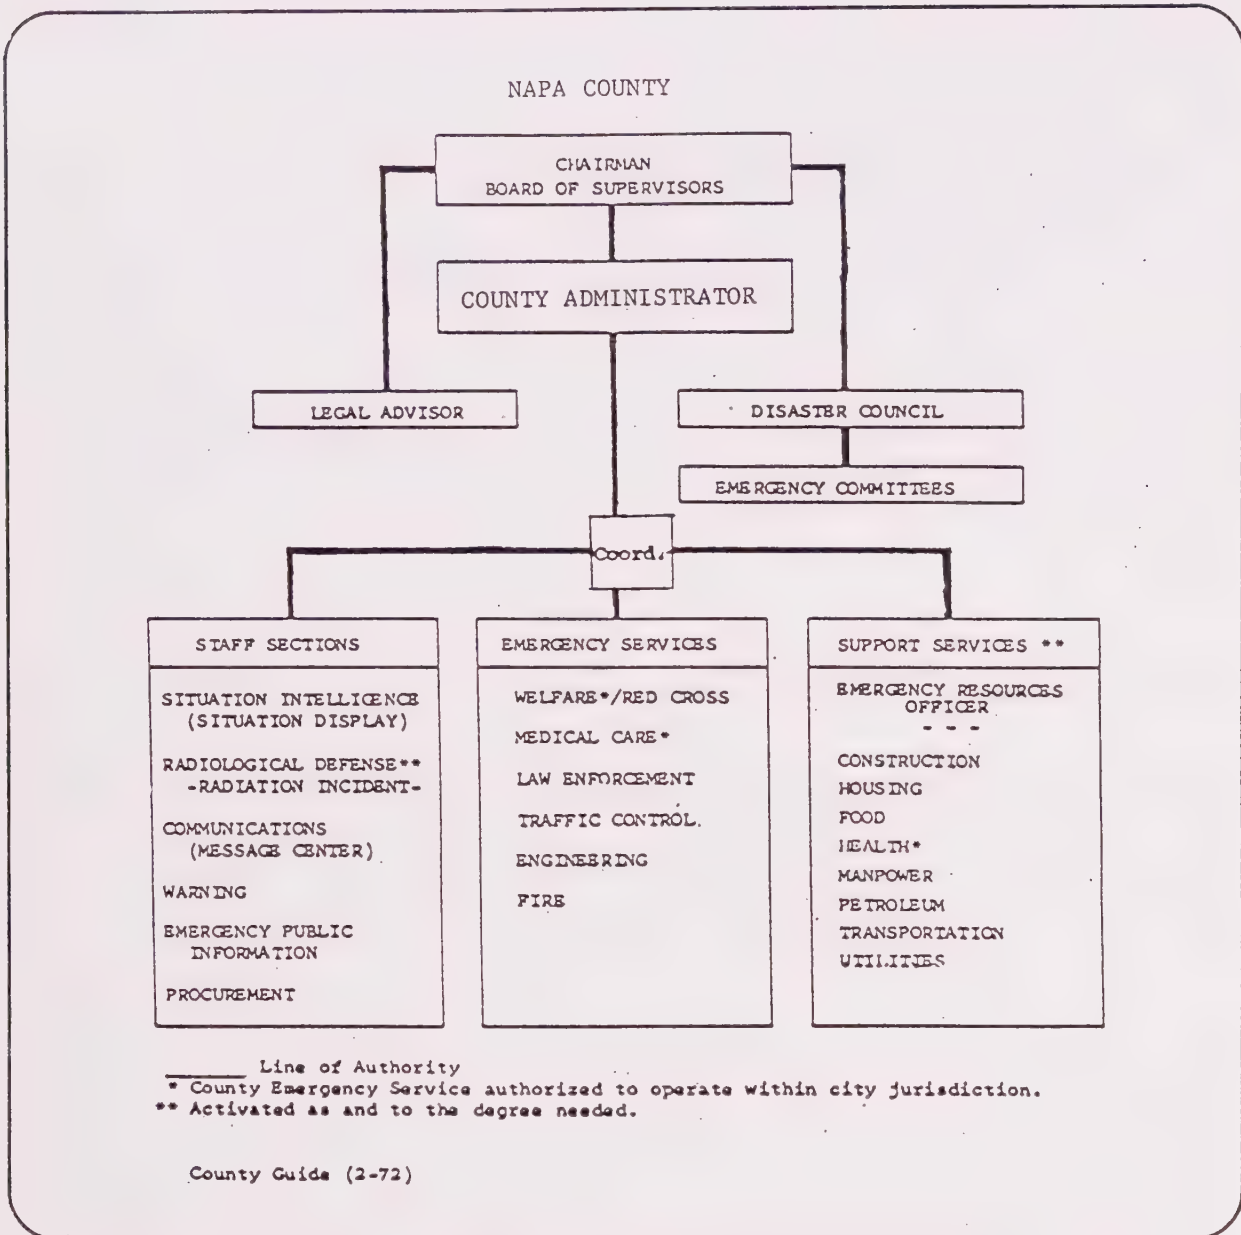 NAPA COUNTY
CHAIRMAN
BOARD OF SUPERVISORS
COUNTY ADMINISTRATOR
LEGAL ADVISOR
DISASTER COUNCIL
EMERGENCY COMMITTEES
Coord.
STAFF SECTIONS
SITUATION INTELLIGENCE
(SITUATION DISPLAY)
RADIOLOGICAL DEFENSE**
-RADIATION INCIDENT-
COMMUNICATIONS
(MESSAGE CENTER)
WARNING
EMERGENCY PUBLIC
INFORMATION
PROCUREMENT
EMERGENCY SERVICES
WELFARE*/RED CROSS
MEDICAL CARE*
LAW ENFORCEMENT
TRAFFIC CONTROL.
ENGINEERING
FIRE
SUPPORT SERVICES **
EMERGENCY RESOURCES
OFFICER
- - -
CONSTRUCTION
HOUSING
FOOD
HEALTH*
MANPOWER
PETROLEUM
TRANSPORTATION
UTILITIES
______ Line of Authority
* County Emergency Service authorized to operate within city jurisdiction.
** Activated as and to the degree needed.
County Guide (2-72)